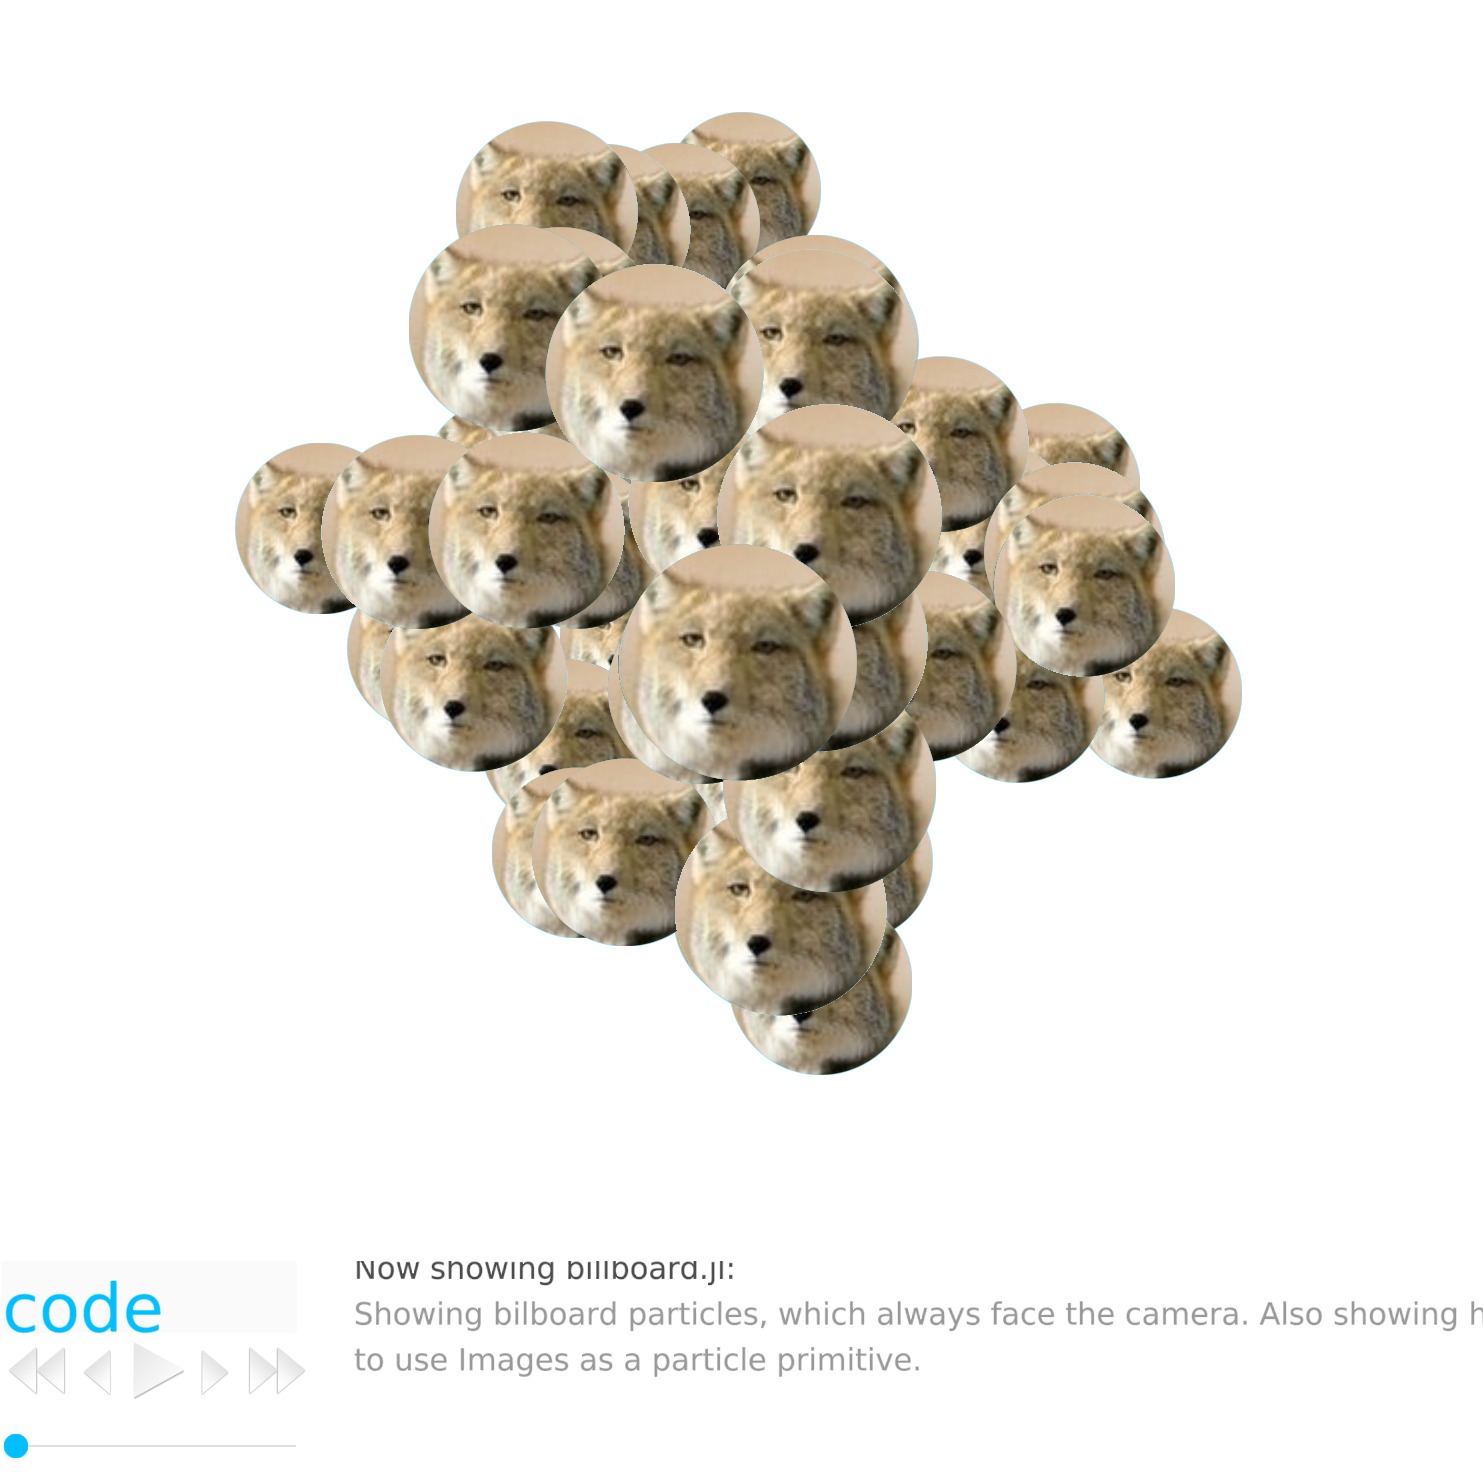 Now showing billboard.jl:
code
Showing bilboard particles, which always face the camera. Also showing
to use Images as a particle primitive.